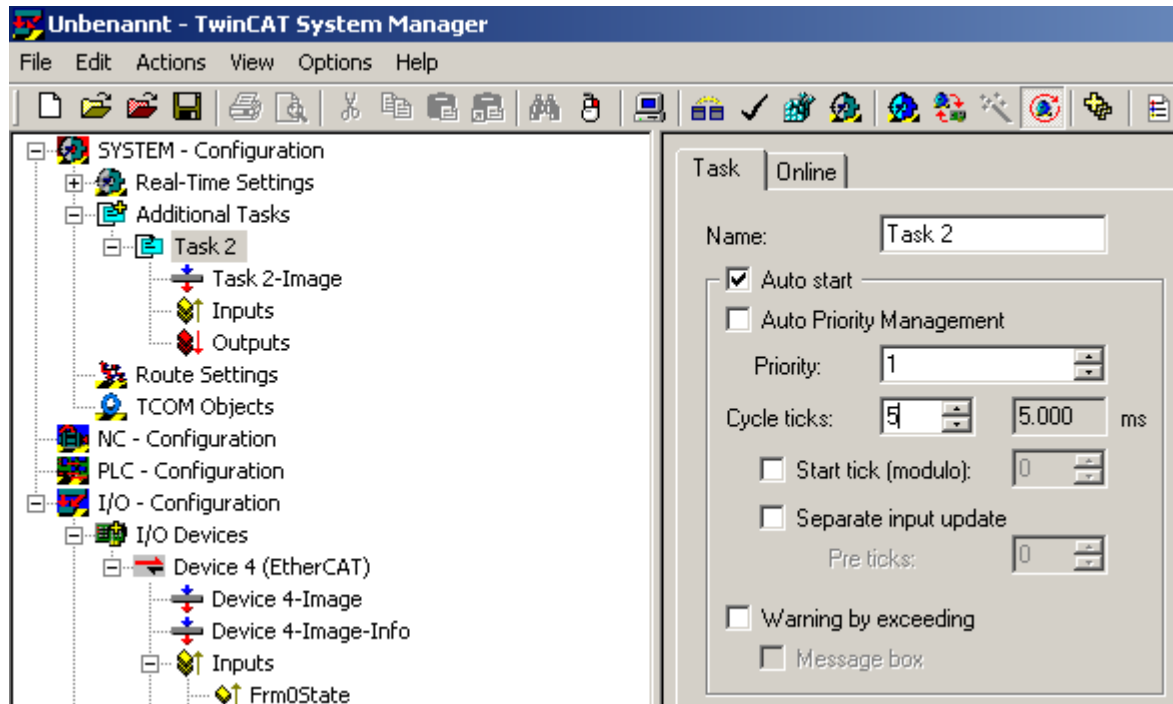 Unbenannt - TwinCAT System Manager
File Edit Actions View Options Help
SYSTEM - Configuration
Real-Time Settings
Additional Tasks
Task 2
Task 2-Image
Inputs
Outputs
Route Settings
TCOM Objects
NC - Configuration
PLC - Configuration
I/O - Configuration
I/O Devices
Device 4 (EtherCAT)
Device 4-Image
Device 4-Image-Info
Inputs
Frm0State
Task Online
Name: Task 2
Auto start
Auto Priority Management
Priority: 1
Cycle ticks: 5 5.000 ms
Start tick (modulo): 0
Separate input update
Pre ticks: 0
Warning by exceeding
Message box